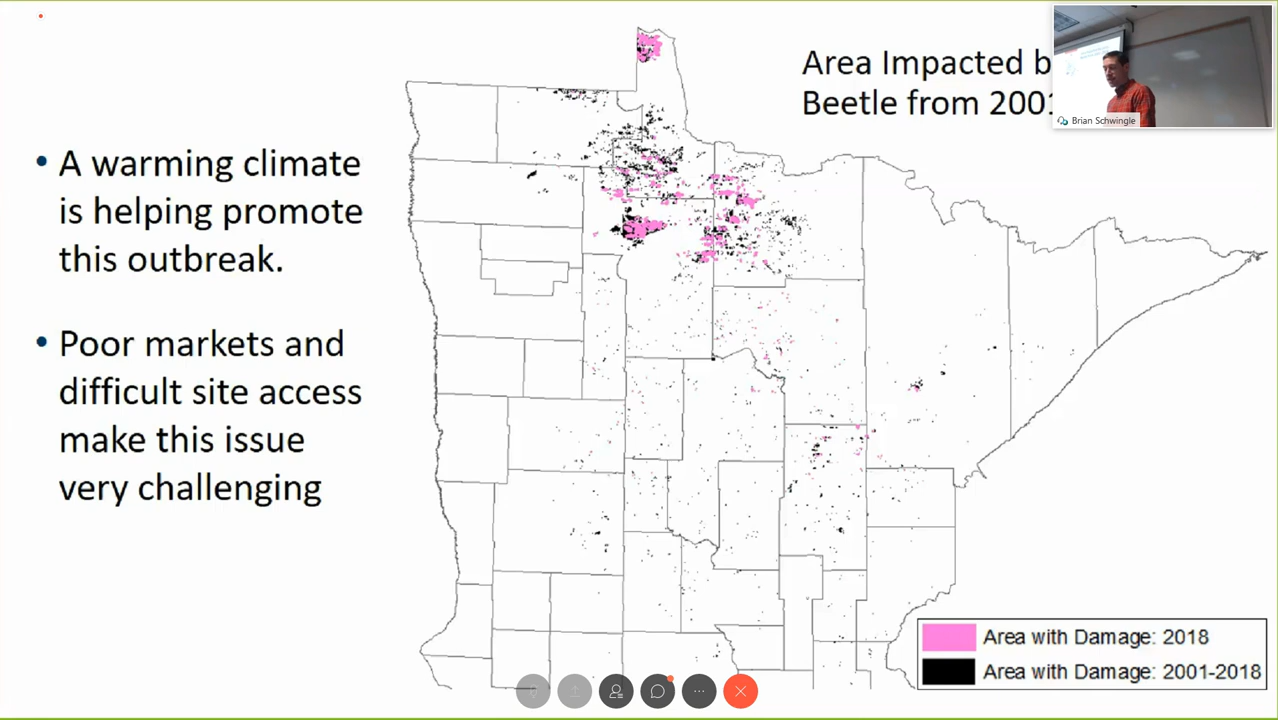 Area Impacted b
Beetle from 2001
Brian Schwingle
• A warming climate
is helping promote
this outbreak.
• Poor markets and
difficult site access
make this issue
very challenging
Area with Damage: 2018
Area with Damage: 2001-2018